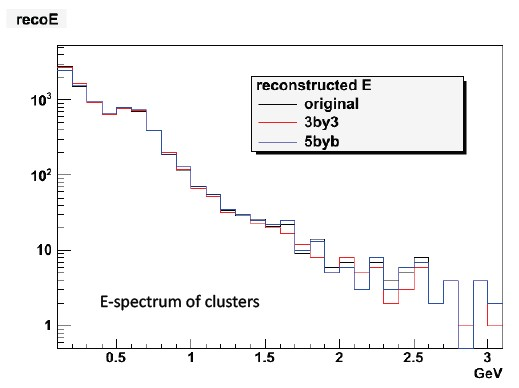 recoE
reconstructed E
original
3by3
5byb
10³
10²
10
1
E-spectrum of clusters
0.5 1 1.5 2 2.5 3
GeV